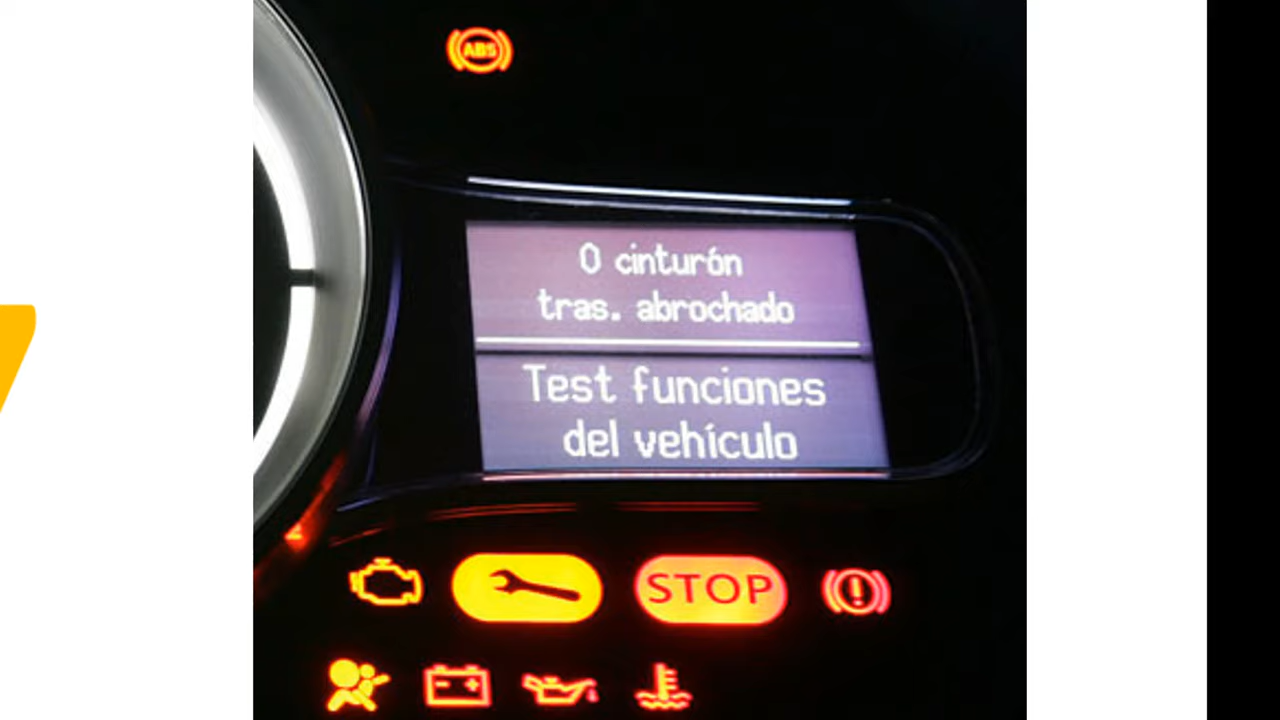 ABS
0 cinturón
tras. abrochado
Test funciones
del vehículo
STOP